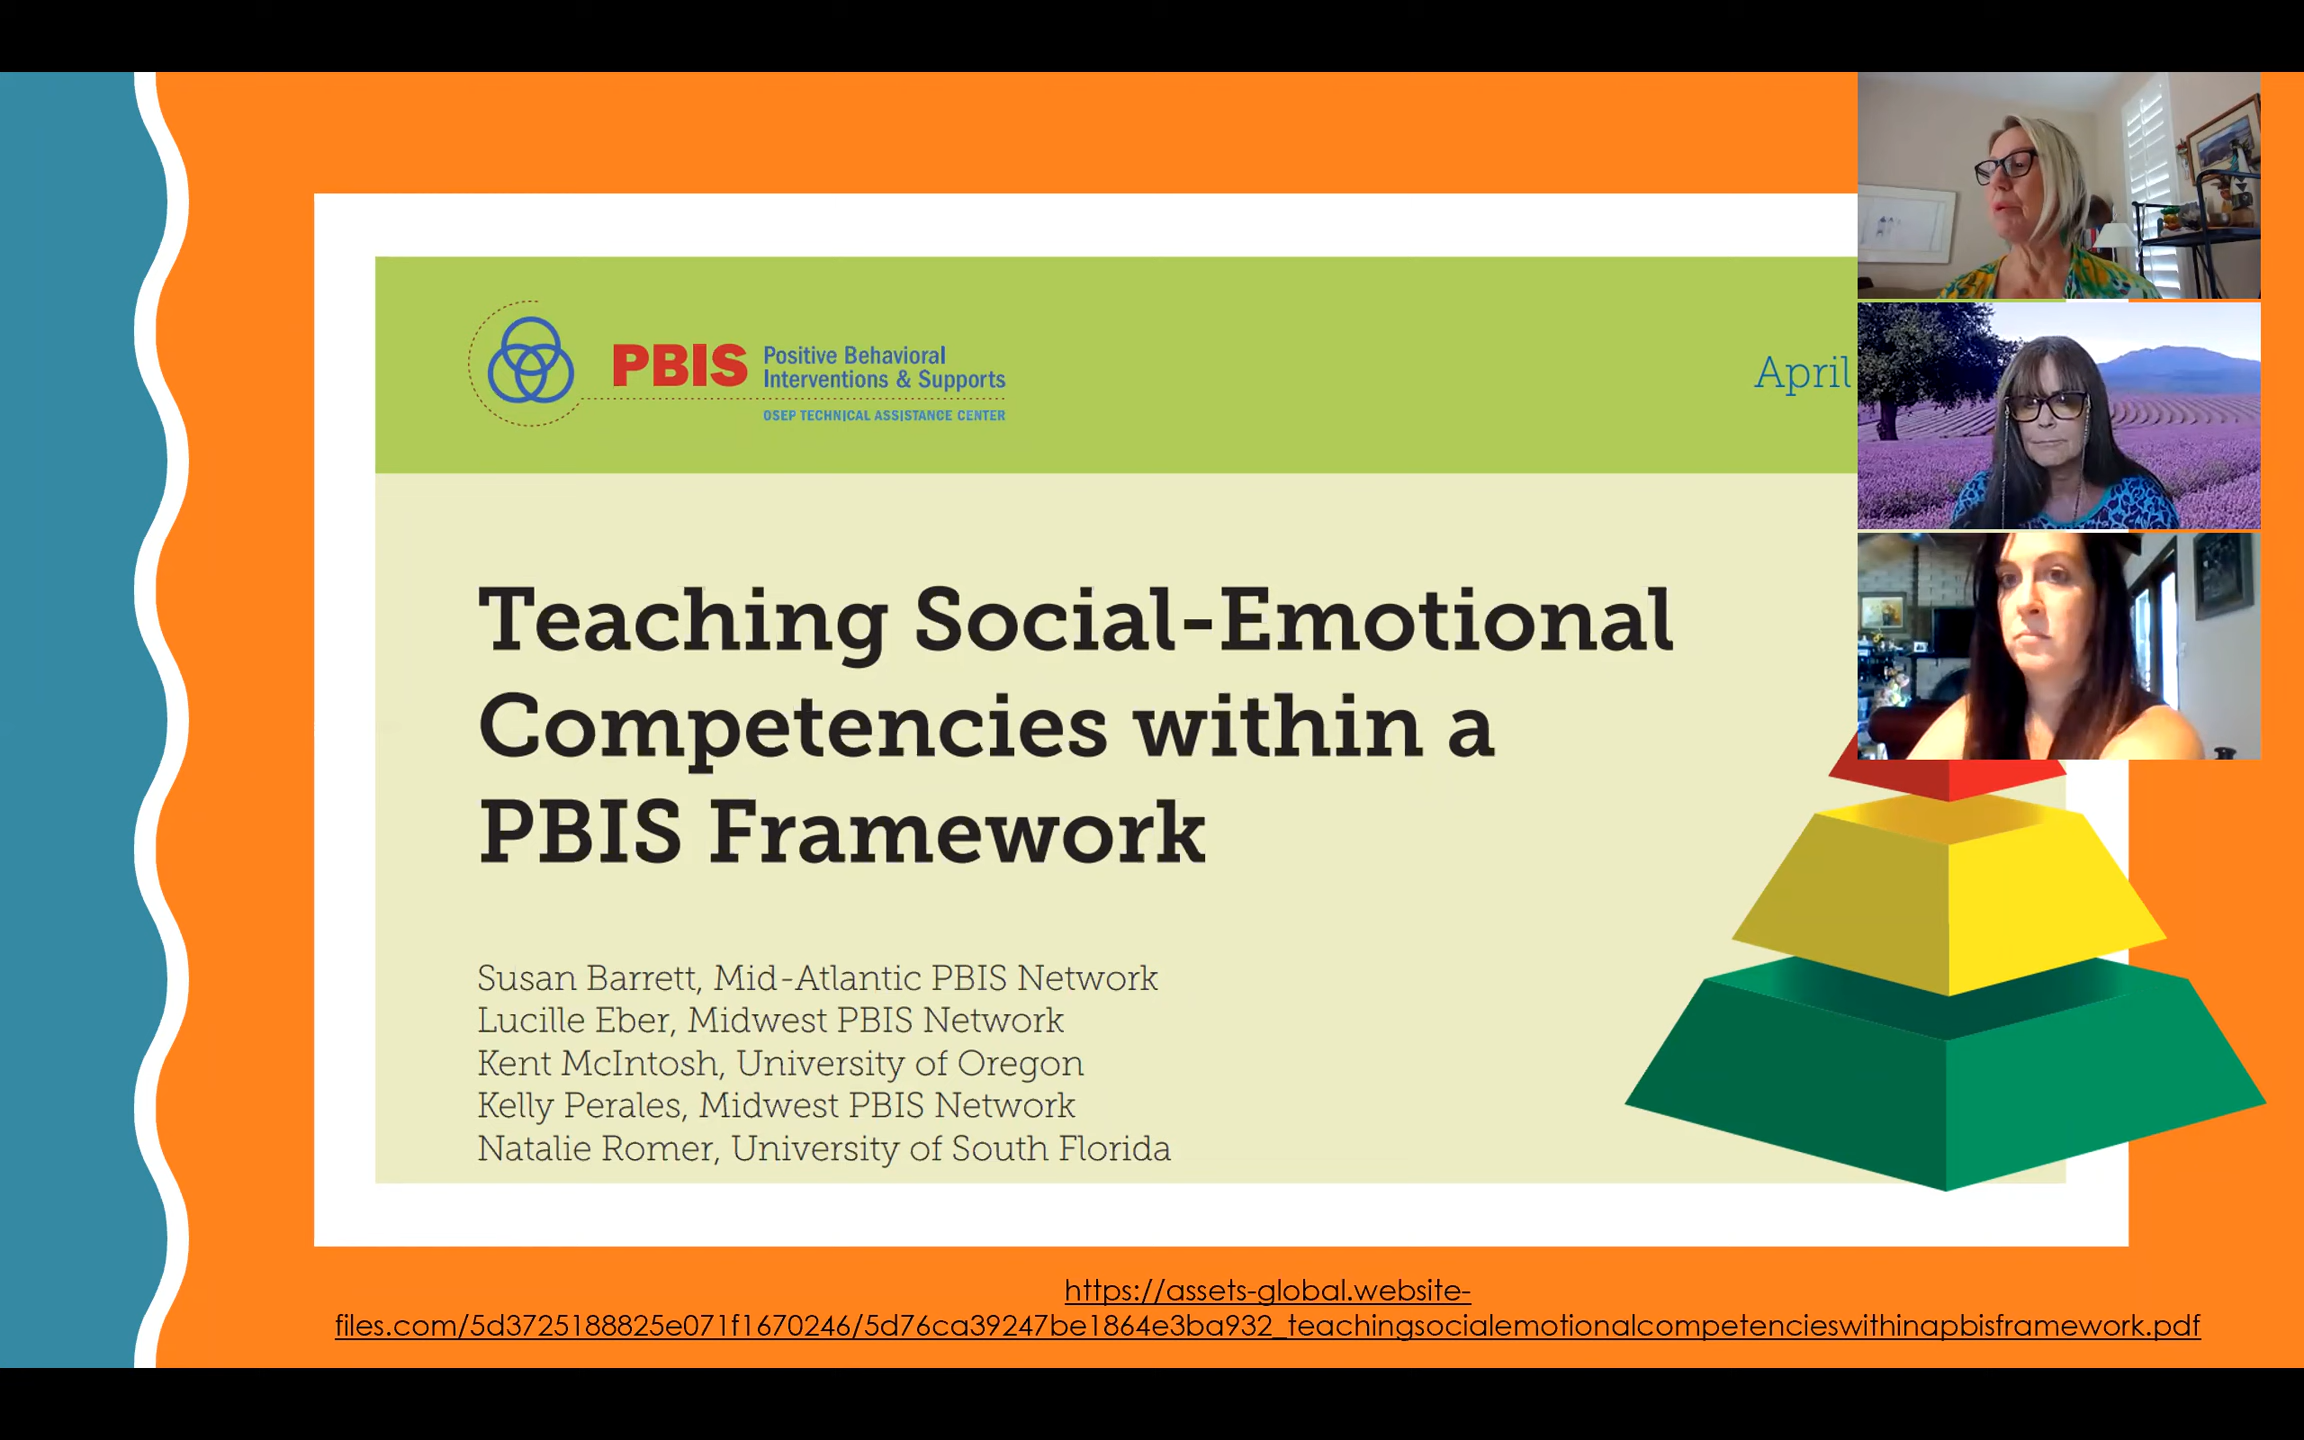 PBIS Positive Behavioral
Interventions & Supports
OSEP TECHNICAL ASSISTANCE CENTER
April
Teaching Social-Emotional
Competencies within a
PBIS Framework
Susan Barrett, Mid-Atlantic PBIS Network
Lucille Eber, Midwest PBIS Network
Kent McIntosh, University of Oregon
Kelly Perales, Midwest PBIS Network
Natalie Romer, University of South Florida
https://assets-global.website-
files.com/5d3725188825e071f1670246/5d76ca39247be1864e3ba932_teachingsocialemotionalcompetencieswithinapbisframework.pdf